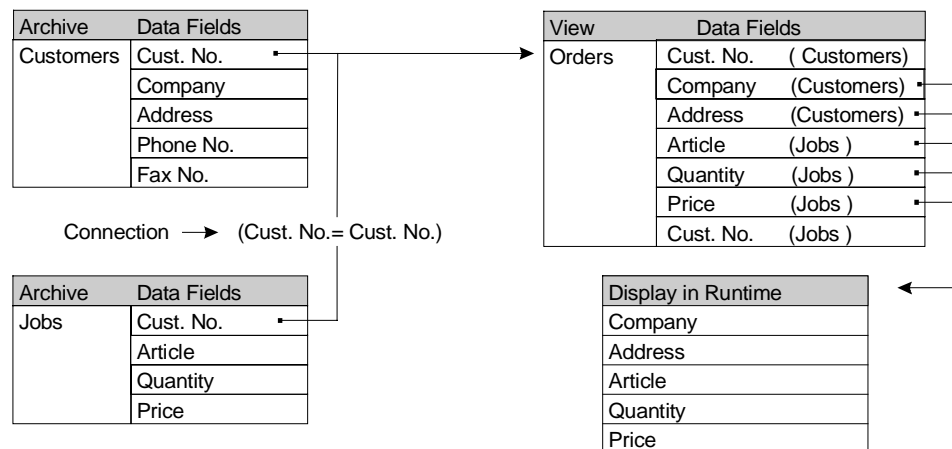 Archive Data Fields
Customers Cust. No.
Company
Address
Phone No.
Fax No.
Connection (Cust. No.= Cust. No.)
Archive Data Fields
Jobs Cust. No.
Article
Quantity
Price
View Data Fields
Orders Cust. No. ( Customers)
Company (Customers)
Address (Customers)
Article (Jobs )
Quantity (Jobs )
Price (Jobs )
Cust. No. (Jobs )
Display in Runtime
Company
Address
Article
Quantity
Price